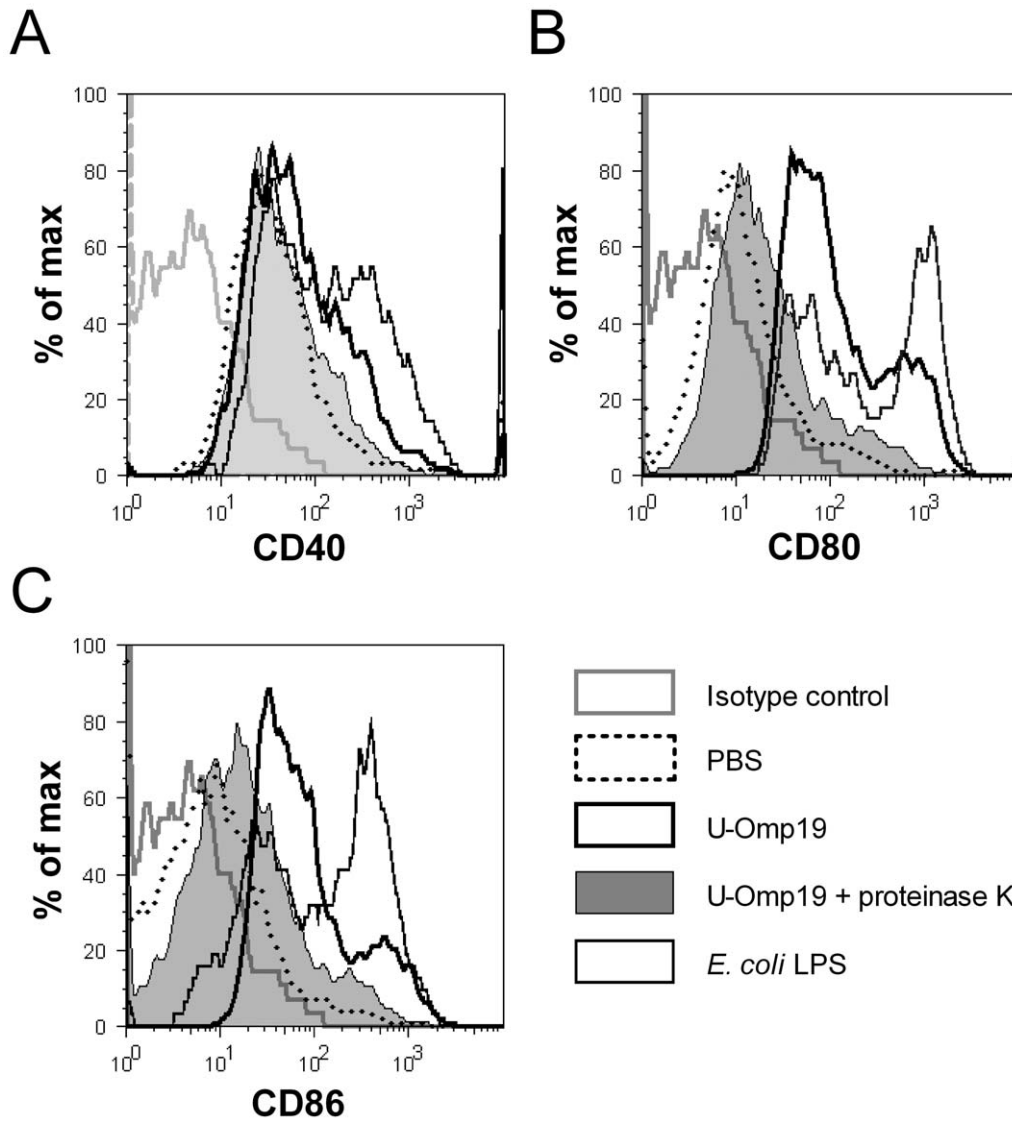 A
% of max
100
80
60
40
20
0
10^0 10^1 10^2 10^3
CD40
B
% of max
100
80
60
40
20
0
10^0 10^1 10^2 10^3
CD80
C
% of max
100
80
60
40
20
0
10^0 10^1 10^2 10^3
CD86
Isotype control
PBS
U-Omp19
U-Omp19 + proteinase K
E. coli LPS